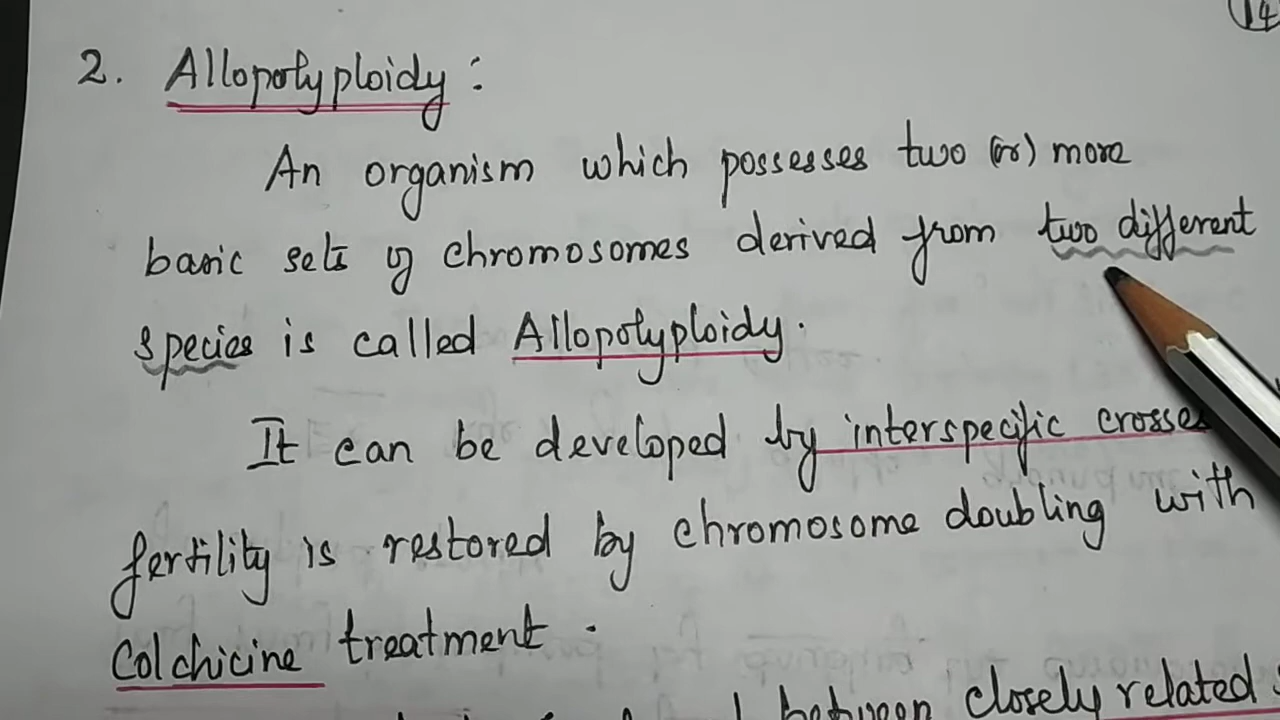 14
2. Allopolyploidy :
An organism which possesses two (or) more
basic sets of chromosomes derived from two different
species is called Allopolyploidy.
It can be developed by interspecific crosses
fertility is restored by chromosome doubling with
Colchicine treatment .
between closely related